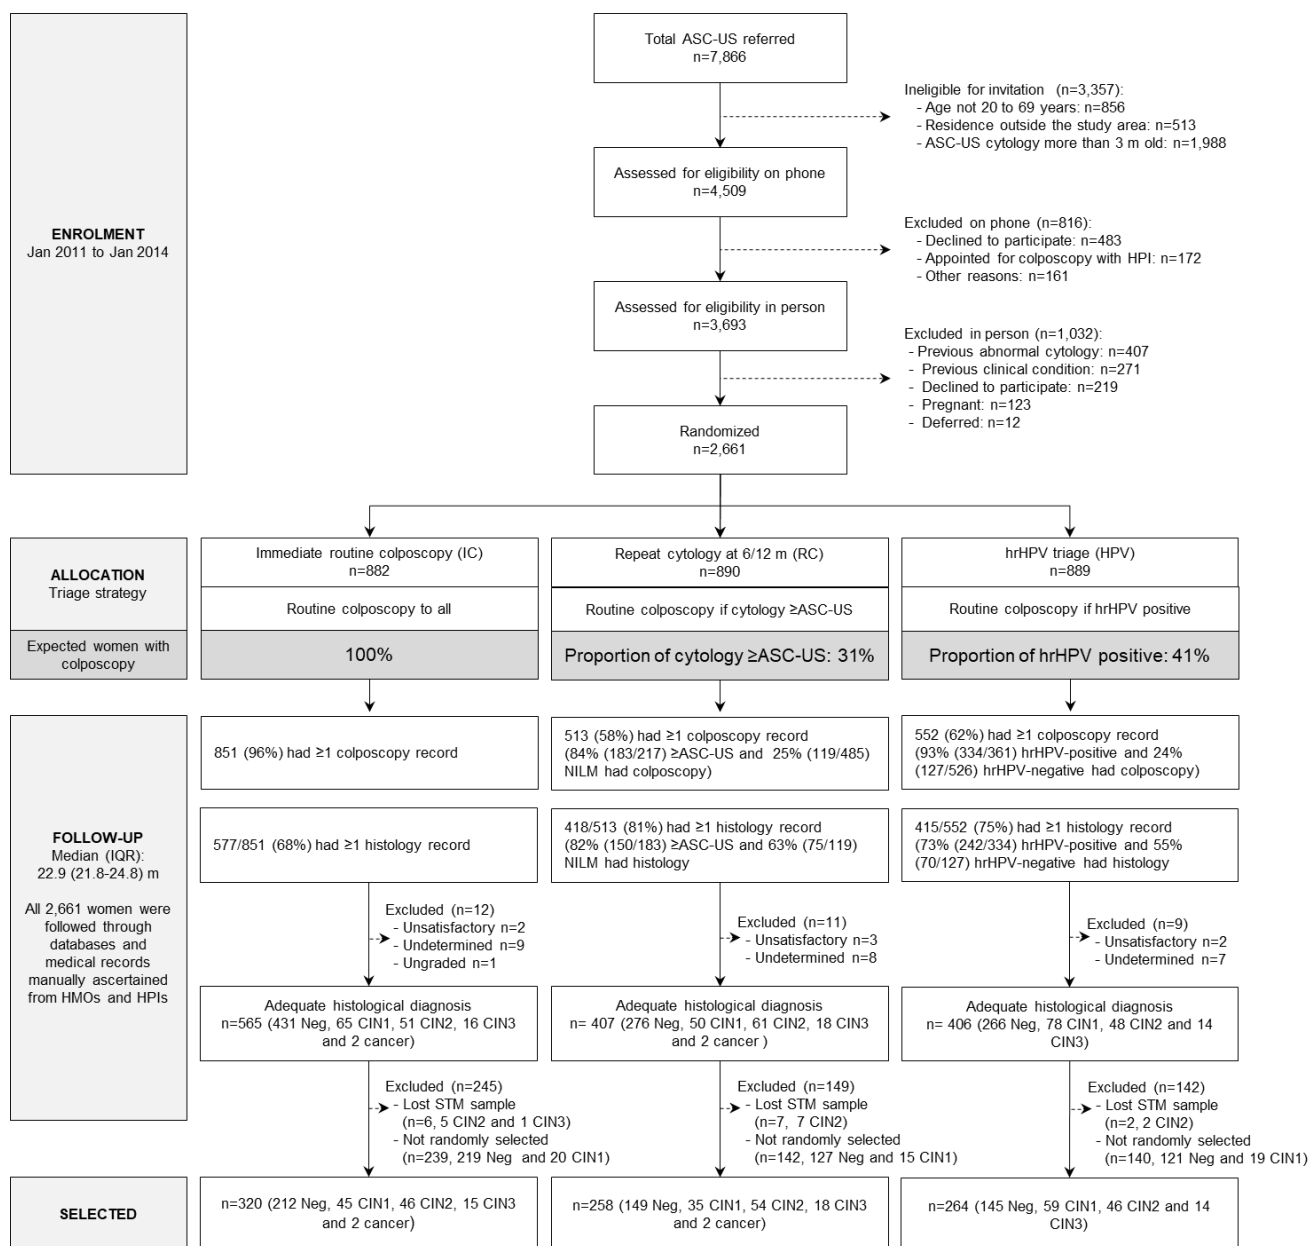 Total ASC-US referred
n=7,866
Ineligible for invitation (n=3,357):
- Age not 20 to 69 years: n=856
- Residence outside the study area: n=513
- ASC-US cytology more than 3 m old: n=1,988
Assessed for eligibility on phone
n=4,509
ENROLMENT
Jan 2011 to Jan 2014
Excluded on phone (n=816):
- Declined to participate: n=483
- Appointed for colposcopy with HPI: n=172
- Other reasons: n=161
Assessed for eligibility in person
n=3,693
Excluded in person (n=1,032):
- Previous abnormal cytology: n=407
- Previous clinical condition: n=271
- Declined to participate: n=219
- Pregnant: n=123
- Deferred: n=12
Randomized
n=2,661
ALLOCATION
Triage strategy
Immediate routine colposcopy (IC)
n=882
Routine colposcopy to all
Repeat cytology at 6/12 m (RC)
n=890
Routine colposcopy if cytology ≥ASC-US
hrHPV triage (HPV)
n=889
Routine colposcopy if hrHPV positive
Expected women with
colposcopy
100%
Proportion of cytology ≥ASC-US: 31%
Proportion of hrHPV positive: 41%
FOLLOW-UP
Median (IQR):
22.9 (21.8-24.8) m
All 2,661 women were
followed through
databases and
medical records
manually ascertained
from HMOs and HPIs
851 (96%) had ≥1 colposcopy record
513 (58%) had ≥1 colposcopy record
(84% (183/217) ≥ASC-US and 25% (119/485)
NILM had colposcopy)
552 (62%) had ≥1 colposcopy record
(93% (334/361) hrHPV-positive and 24%
(127/526) hrHPV-negative had colposcopy)
577/851 (68%) had ≥1 histology record
418/513 (81%) had ≥1 histology record
(82% (150/183) ≥ASC-US and 63% (75/119)
NILM had histology
415/552 (75%) had ≥1 histology record
(73% (242/334) hrHPV-positive and 55%
(70/127) hrHPV-negative had histology
Excluded (n=12)
- Unsatisfactory n=2
- Undetermined n=9
- Ungraded n=1
Excluded (n=11)
- Unsatisfactory n=3
- Undetermined n=8
Excluded (n=9)
- Unsatisfactory n=2
- Undetermined n=7
Adequate histological diagnosis
n=565 (431 Neg, 65 CIN1, 51 CIN2, 16 CIN3
and 2 cancer)
Adequate histological diagnosis
n= 407 (276 Neg, 50 CIN1, 61 CIN2, 18 CIN3
and 2 cancer )
Adequate histological diagnosis
n= 406 (266 Neg, 78 CIN1, 48 CIN2 and 14
CIN3)
Excluded (n=245)
- Lost STM sample
(n=6, 5 CIN2 and 1 CIN3)
- Not randomly selected
(n=239, 219 Neg and 20 CIN1)
Excluded (n=149)
- Lost STM sample
(n=7, 7 CIN2)
- Not randomly selected
(n=142, 127 Neg and 15 CIN1)
Excluded (n=142)
- Lost STM sample
(n=2, 2 CIN2)
- Not randomly selected
(n=140, 121 Neg and 19 CIN1)
SELECTED
n=320 (212 Neg, 45 CIN1, 46 CIN2, 15 CIN3
and 2 cancer)
n=258 (149 Neg, 35 CIN1, 54 CIN2, 18 CIN3
and 2 cancer)
n=264 (145 Neg, 59 CIN1, 46 CIN2 and 14
CIN3)